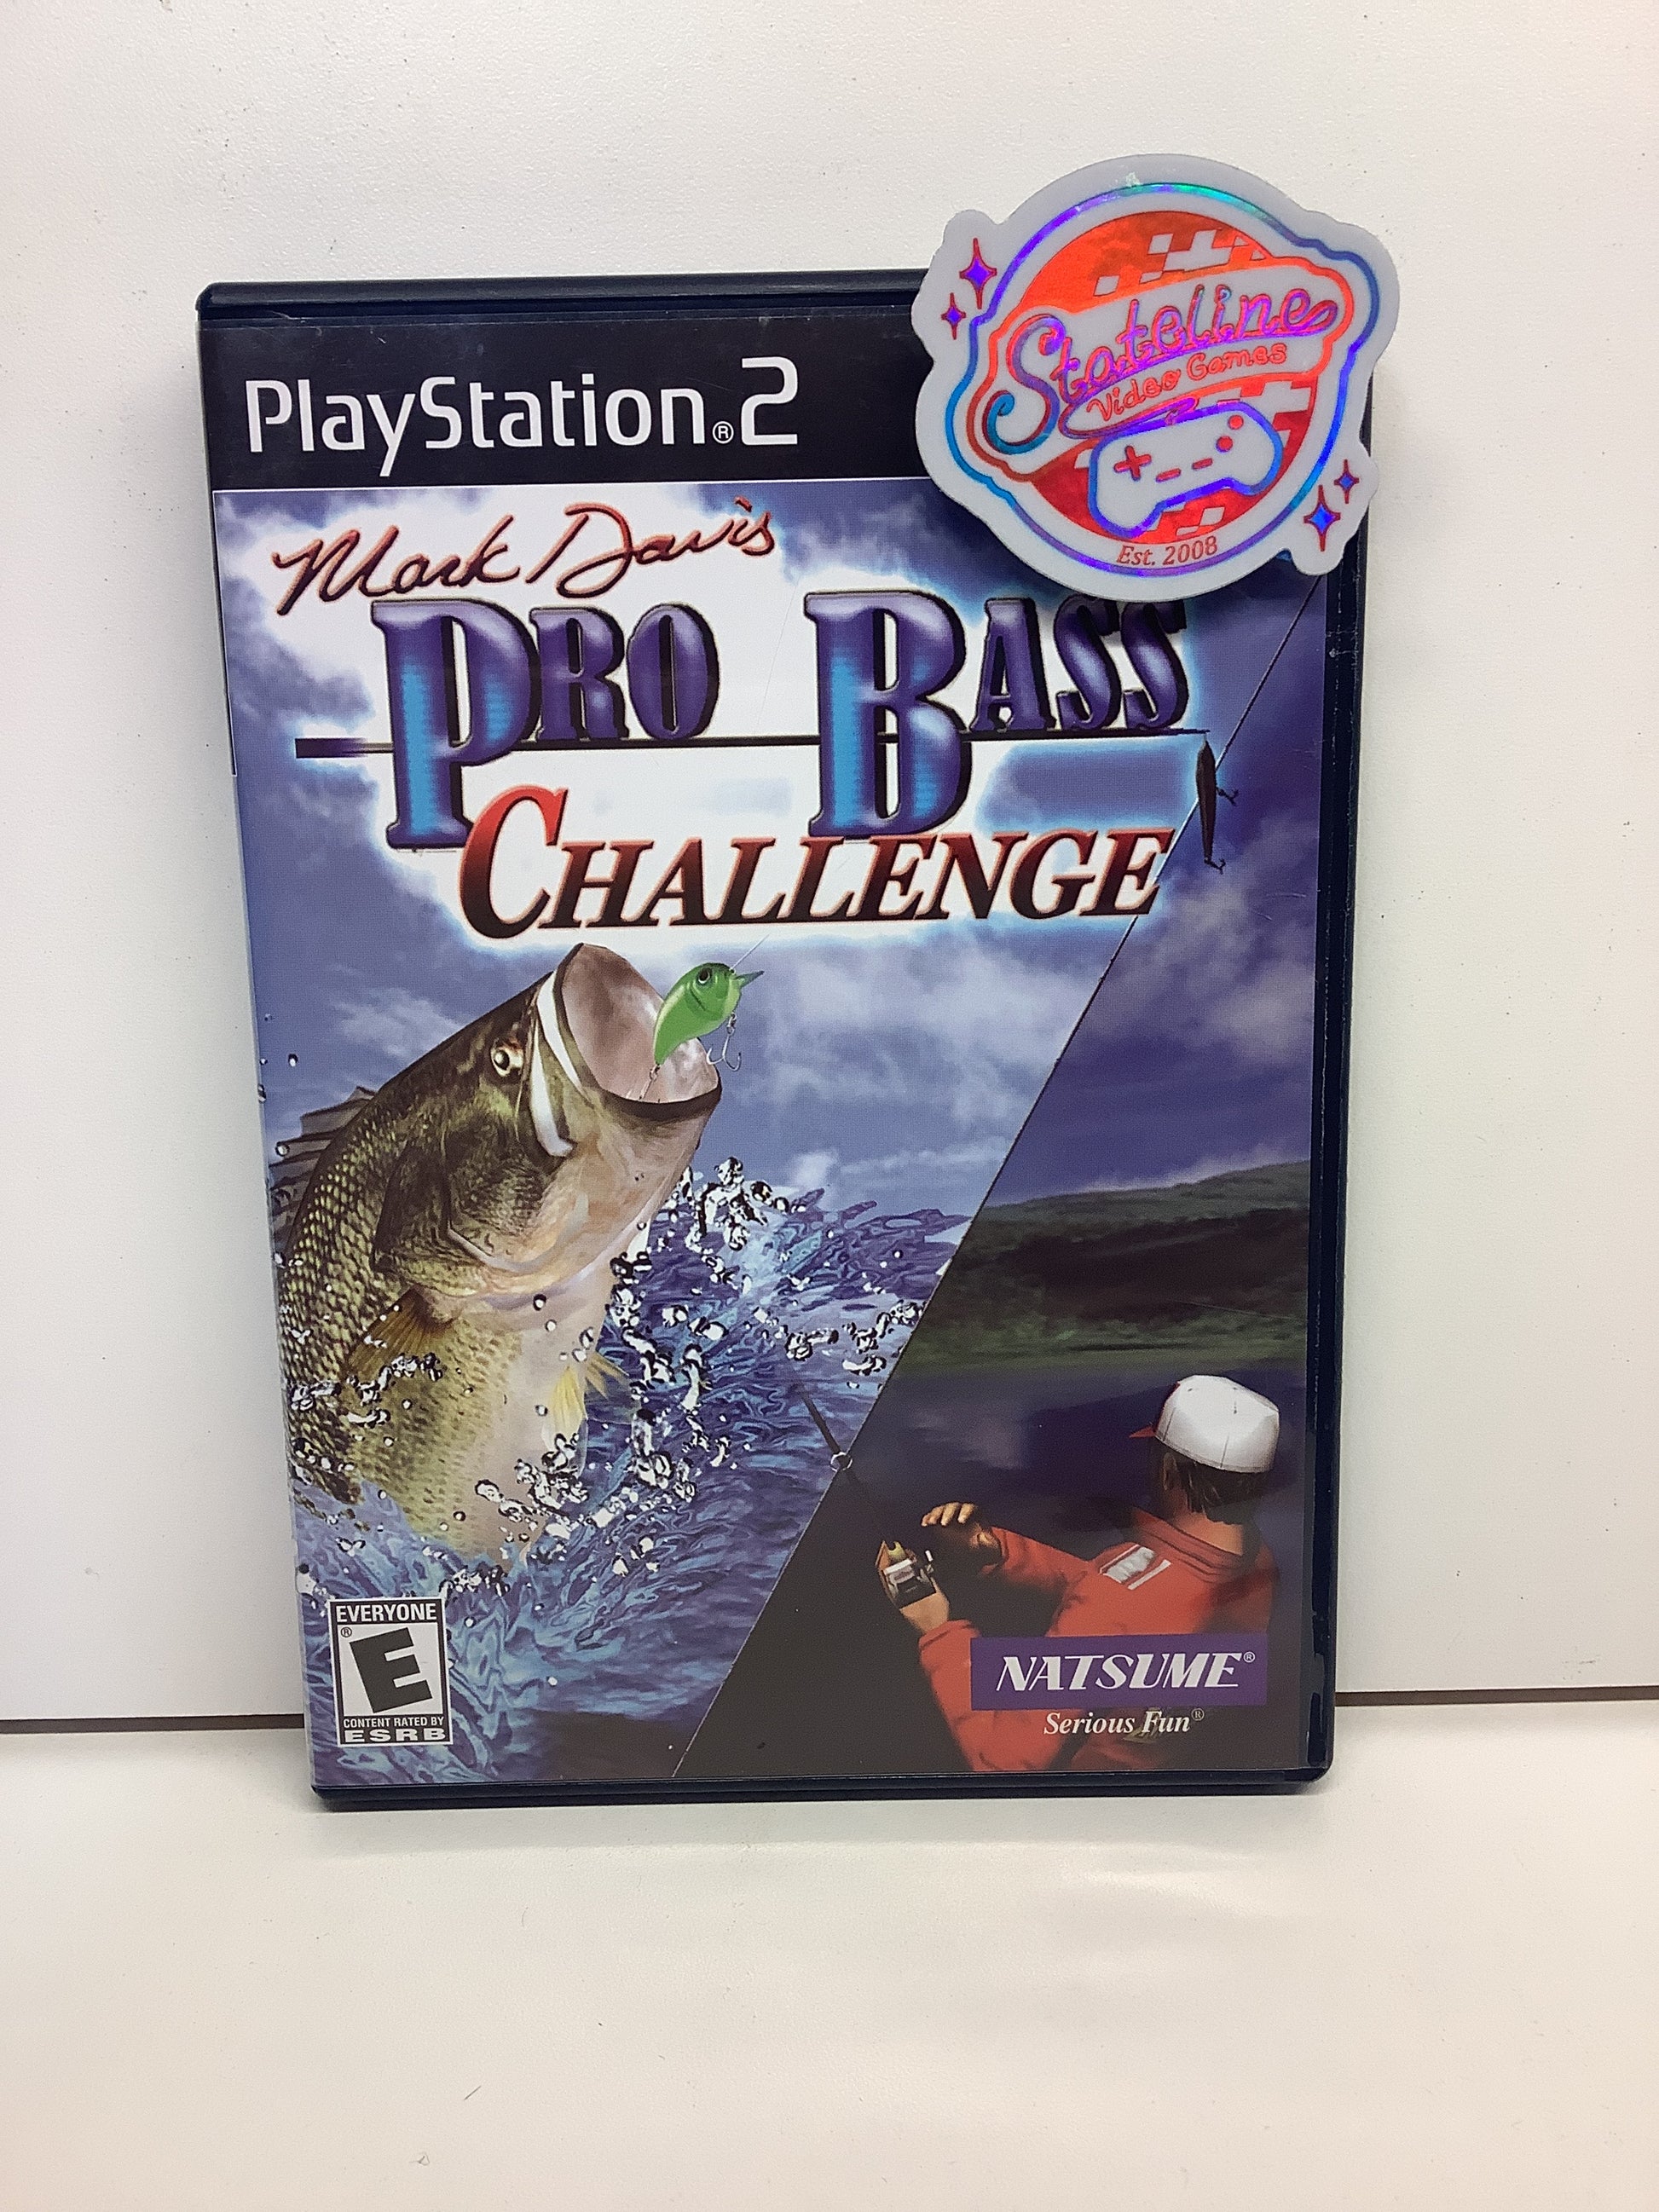 PlayStation®2
Stateline
Video Games
Est. 2008
Mark Davis
PRO BASS
CHALLENGE
EVERYONE
E®
CONTENT RATED BY
ESRB
NATSUME®
Serious Fun®